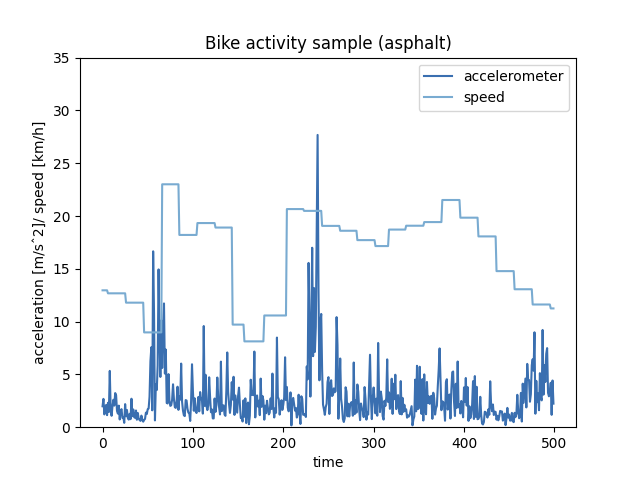 Bike activity sample (asphalt)
accelerometer
speed
acceleration [m/s^2]/ speed [km/h]
35
30
25
20
15
10
5
0
0 100 200 300 400 500
time